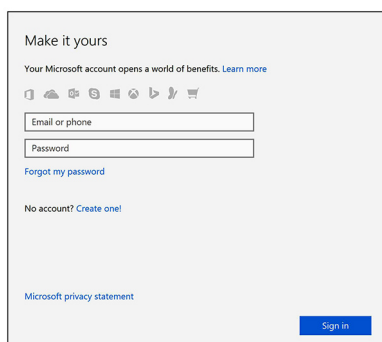 Make it yours
Your Microsoft account opens a world of benefits. Learn more
Email or phone
Password
Forgot my password
No account? Create one!
Microsoft privacy statement
Sign in